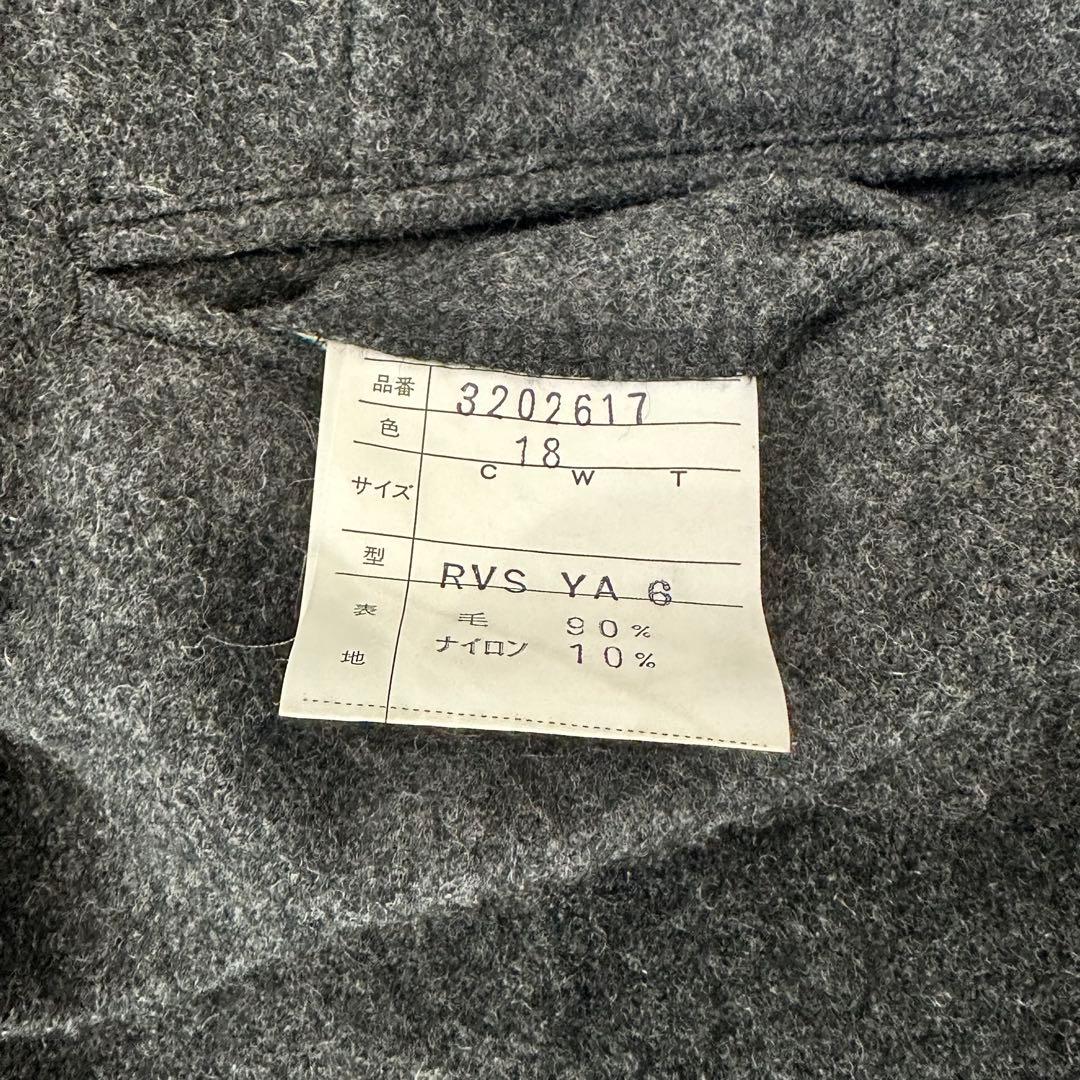 品番 3202617
色 18
サイズ C W T
型 RVS YA 6
表地 毛 90%
ナイロン 10%